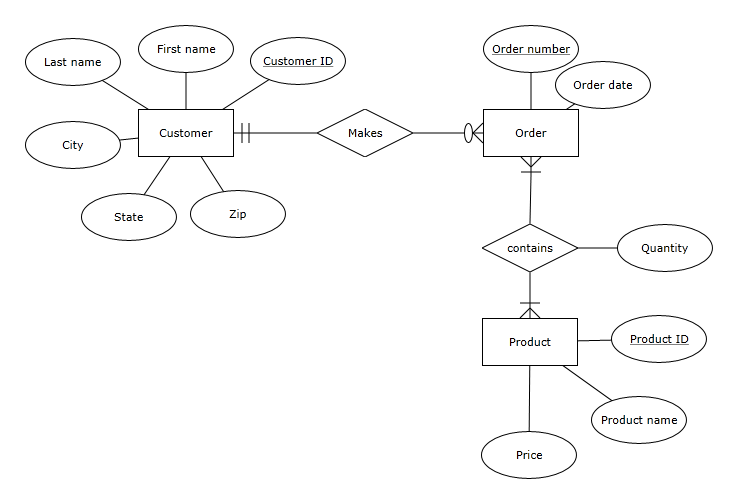 First name
Last name
Customer ID
Order number
Order date
Customer
Makes
Order
City
State
Zip
contains
Quantity
Product
Product ID
Product name
Price